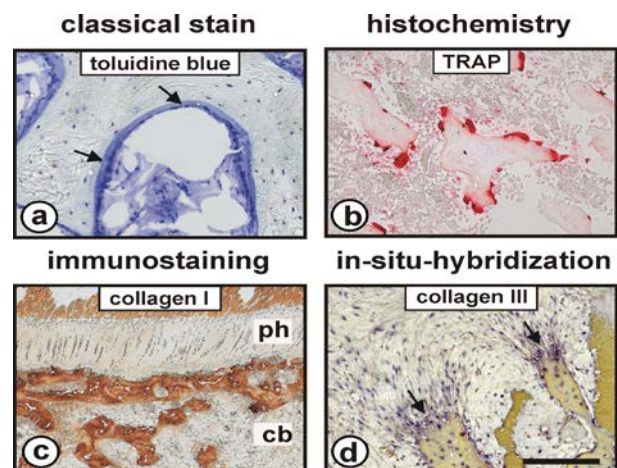 classical stain
histochemistry
toluidine blue
TRAP
a
b
immunostaining
in-situ-hybridization
collagen I
collagen III
ph
cb
c
d